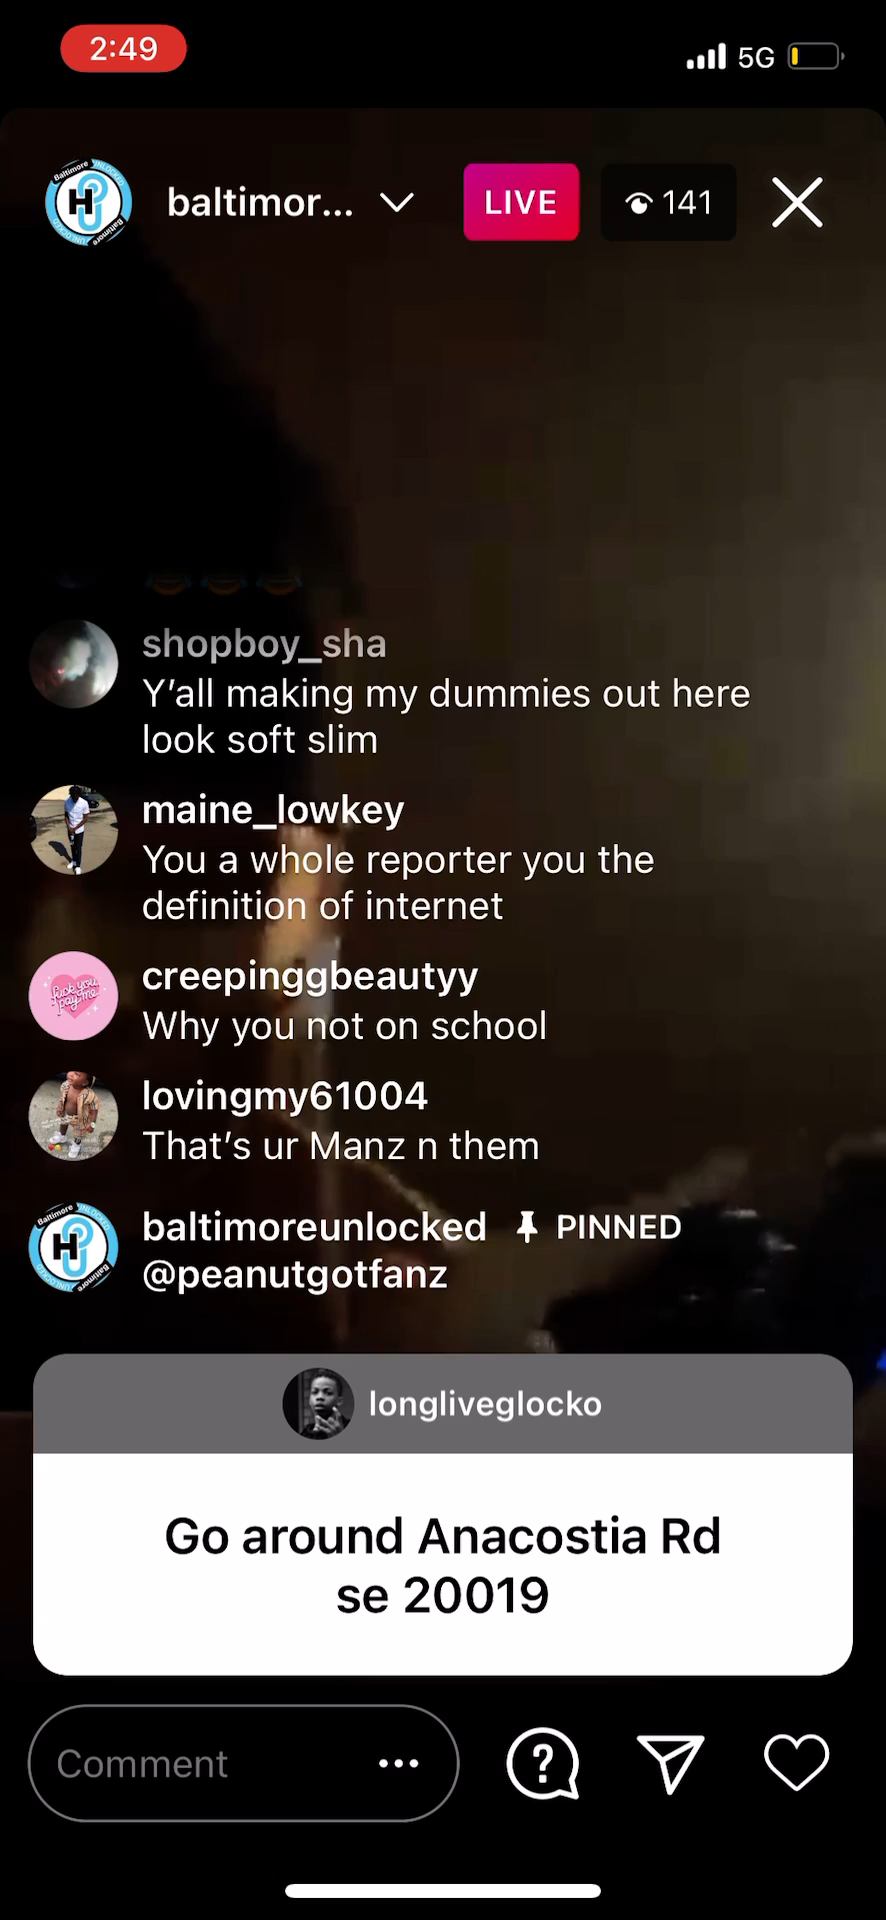 2:49
5G
baltimor...
LIVE
141
shopboy_sha
Y'all making my dummies out here
look soft slim
maine_lowkey
You a whole reporter you the
definition of internet
creepinggbeautyy
Why you not on school
lovingmy61004
That's ur Manz n them
baltimoreunlocked PINNED
@peanutgotfanz
longliveglocko
Go around Anacostia Rd
se 20019
Comment